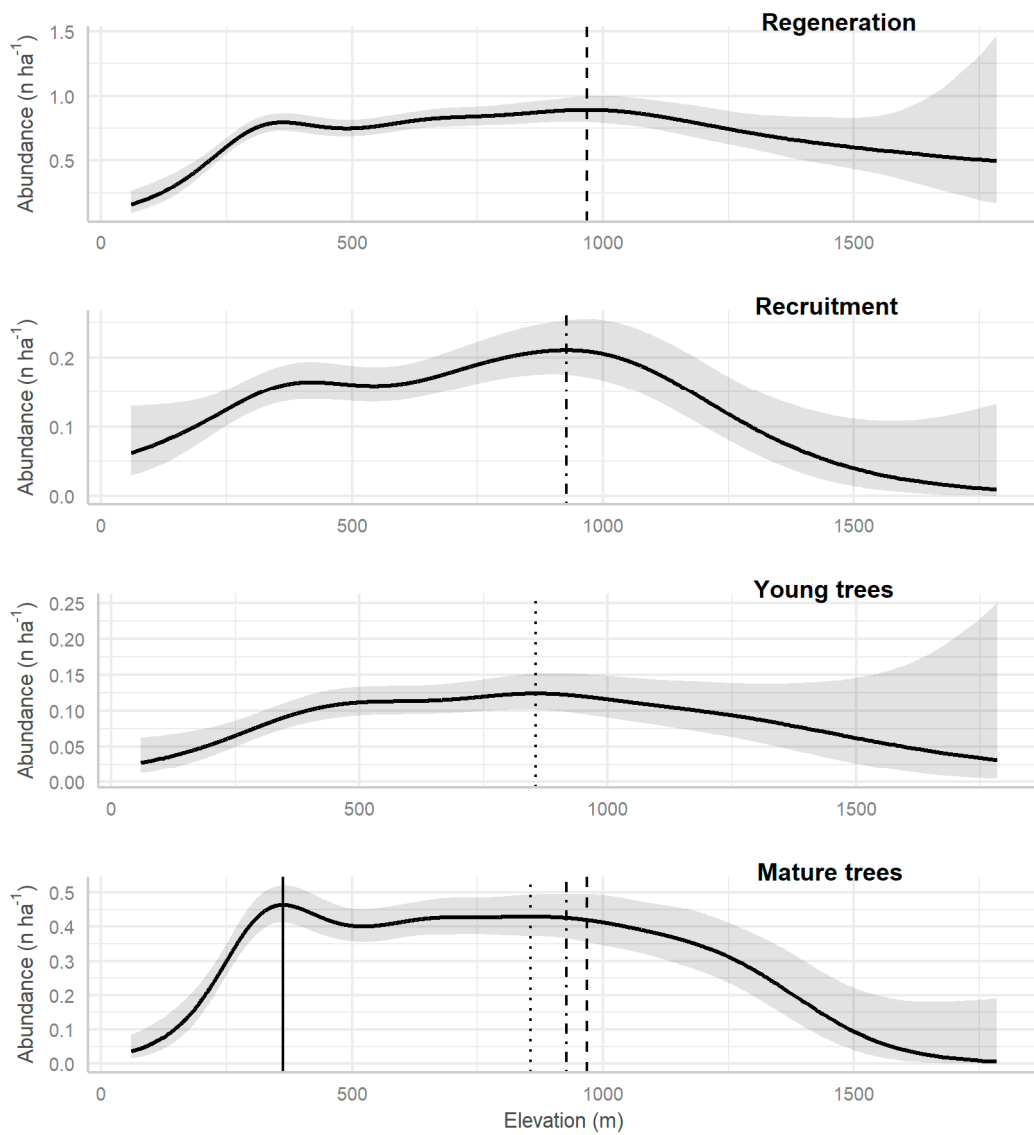 Regeneration
Abundance (n ha⁻¹)
1.5
1.0
0.5
0 500 1000 1500
Recruitment
Abundance (n ha⁻¹)
0.2
0.1
0.0
0 500 1000 1500
Young trees
Abundance (n ha⁻¹)
0.25
0.20
0.15
0.10
0.05
0.00
0 500 1000 1500
Mature trees
Abundance (n ha⁻¹)
0.5
0.4
0.3
0.2
0.1
0.0
0 500 1000 1500
Elevation (m)